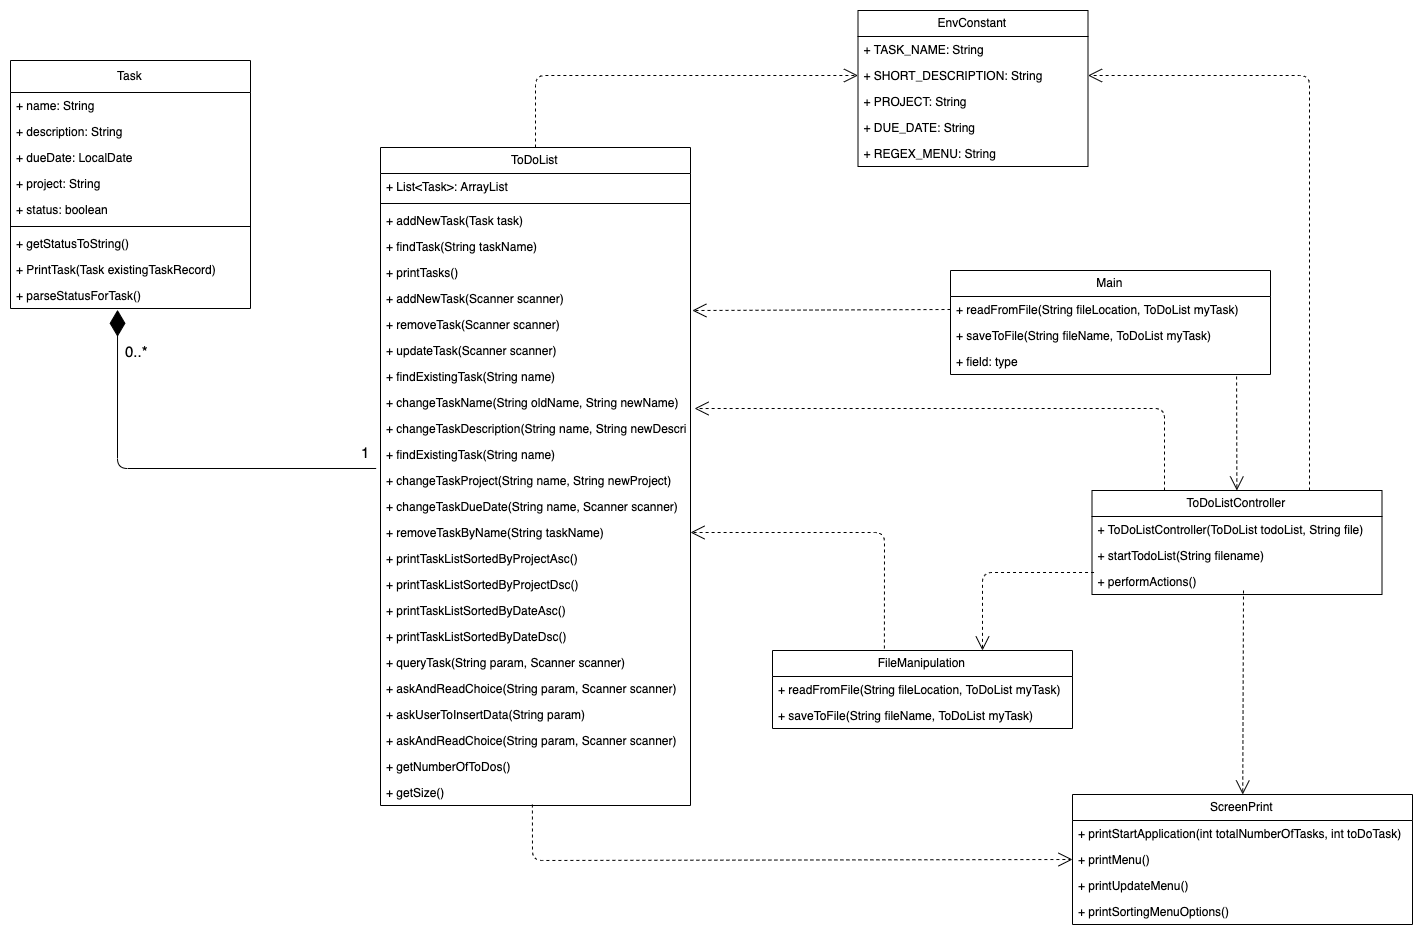 EnvConstant
+ TASK_NAME: String
+ SHORT_DESCRIPTION: String
+ PROJECT: String
+ DUE_DATE: String
+ REGEX_MENU: String
Task
+ name: String
+ description: String
+ dueDate: LocalDate
+ project: String
+ status: boolean
+ getStatusToString()
+ PrintTask(Task existingTaskRecord)
+ parseStatusForTask()
0..*
1
ToDoList
+ List<Task>: ArrayList
+ addNewTask(Task task)
+ findTask(String taskName)
+ printTasks()
+ addNewTask(Scanner scanner)
+ removeTask(Scanner scanner)
+ updateTask(Scanner scanner)
+ findExistingTask(String name)
+ changeTaskName(String oldName, String newName)
+ changeTaskDescription(String name, String newDescri
+ findExistingTask(String name)
+ changeTaskProject(String name, String newProject)
+ changeTaskDueDate(String name, Scanner scanner)
+ removeTaskByName(String taskName)
+ printTaskListSortedByProjectAsc()
+ printTaskListSortedByProjectDsc()
+ printTaskListSortedByDateAsc()
+ printTaskListSortedByDateDsc()
+ queryTask(String param, Scanner scanner)
+ askAndReadChoice(String param, Scanner scanner)
+ askUserToInsertData(String param)
+ askAndReadChoice(String param, Scanner scanner)
+ getNumberOfToDos()
+ getSize()
Main
+ readFromFile(String fileLocation, ToDoList myTask)
+ saveToFile(String fileName, ToDoList myTask)
+ field: type
ToDoListController
+ ToDoListController(ToDoList todoList, String file)
+ startTodoList(String filename)
+ performActions()
FileManipulation
+ readFromFile(String fileLocation, ToDoList myTask)
+ saveToFile(String fileName, ToDoList myTask)
ScreenPrint
+ printStartApplication(int totalNumberOfTasks, int toDoTask)
+ printMenu()
+ printUpdateMenu()
+ printSortingMenuOptions()